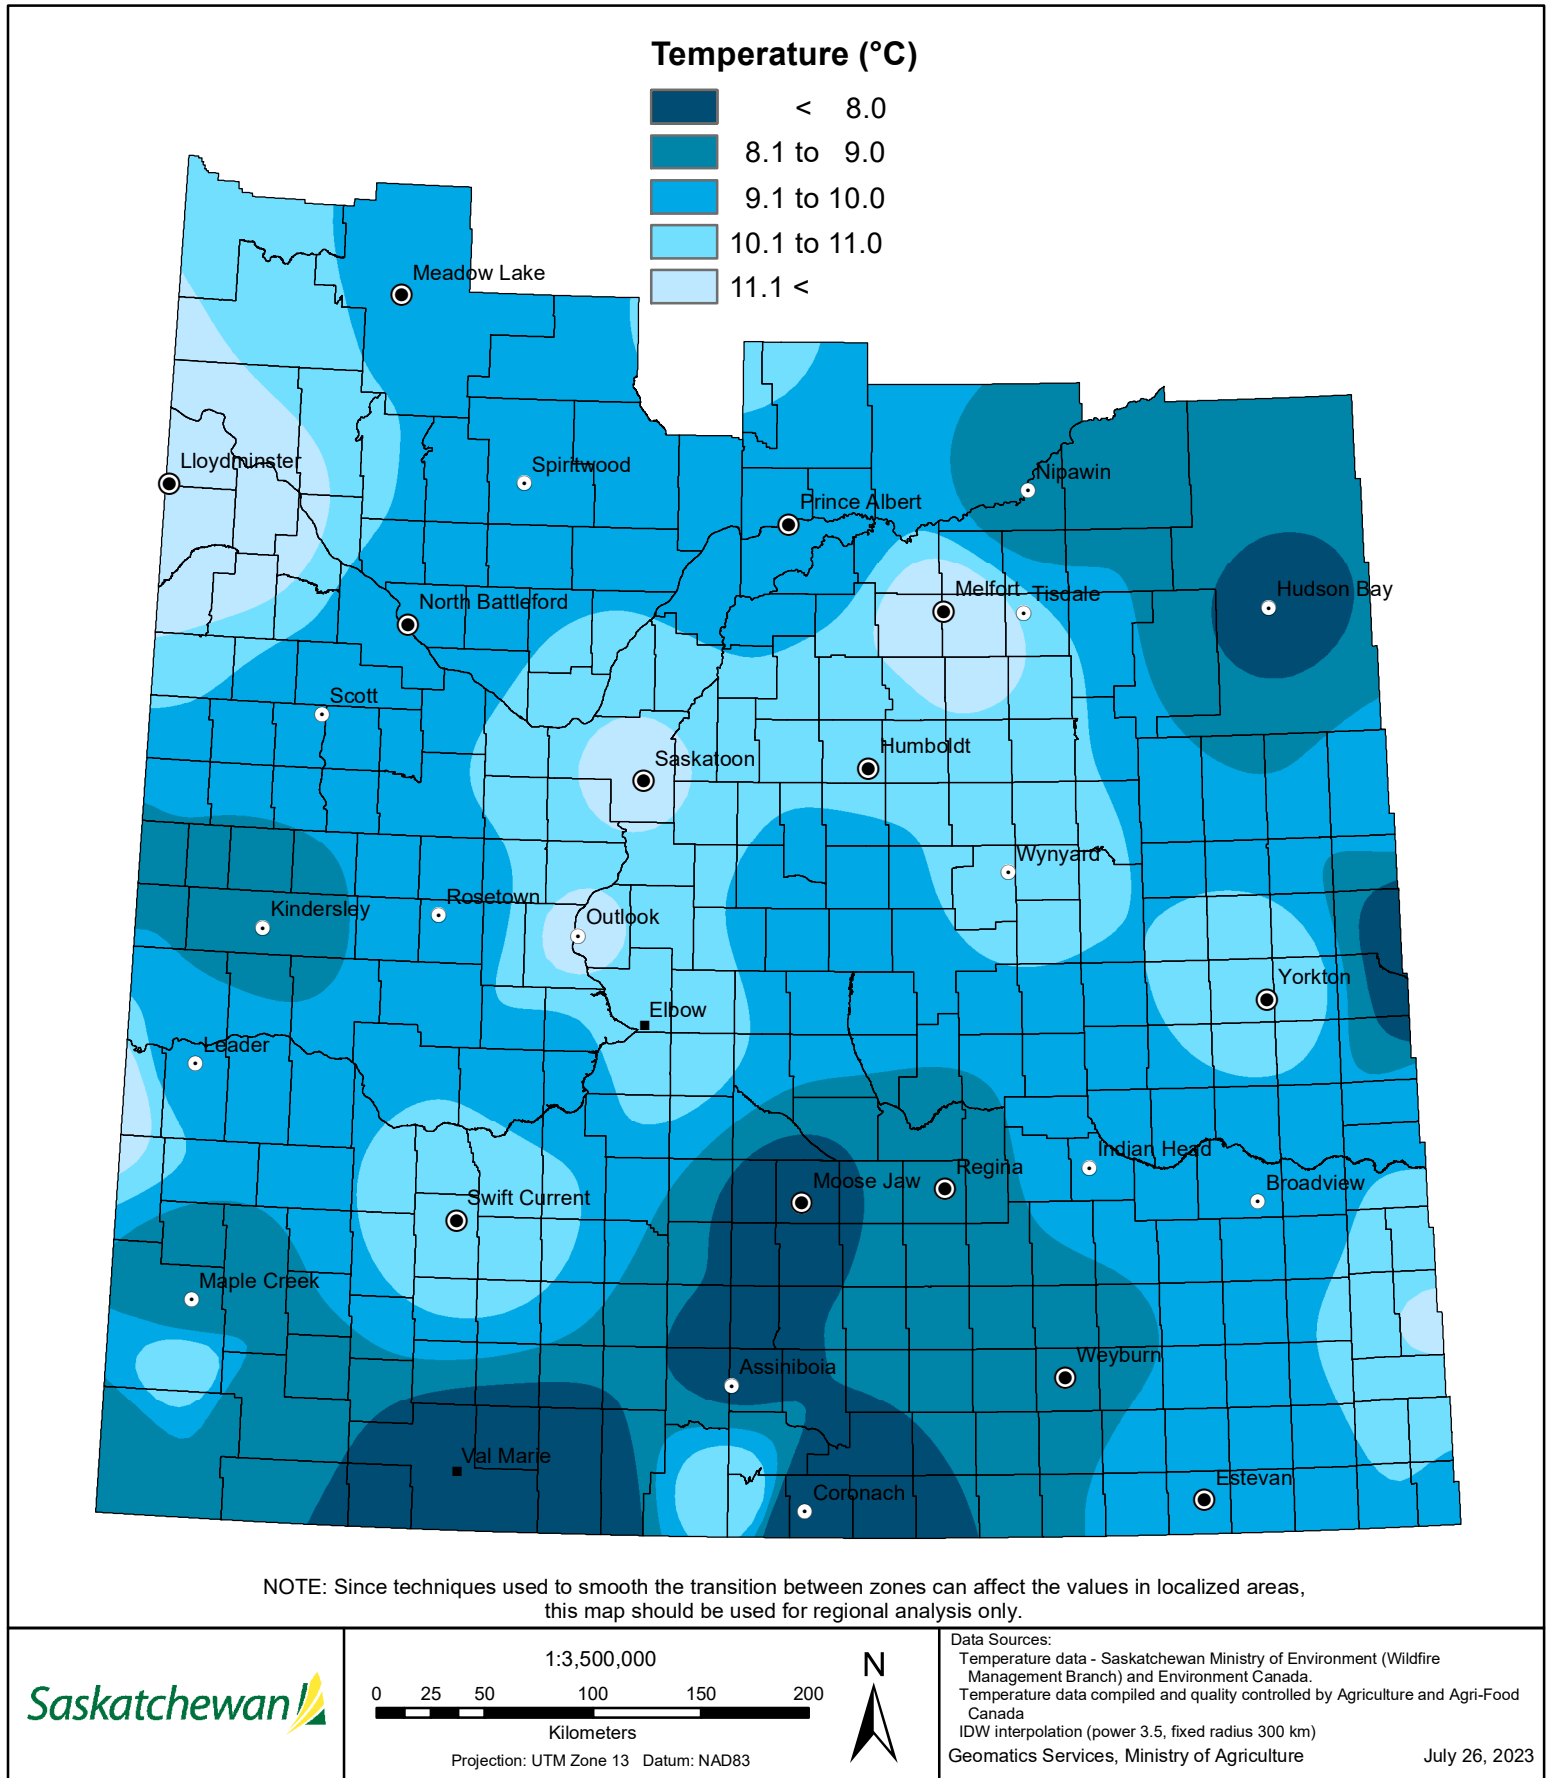 Temperature (°C)
< 8.0
8.1 to 9.0
9.1 to 10.0
10.1 to 11.0
11.1 <
Meadow Lake
Lloydminster
Spiritwood
Nipawin
Prince Albert
Hudson Bay
Melfort
Tisdale
North Battleford
Scott
Humboldt
Saskatoon
Wynyard
Rosetown
Kindersley
Outlook
Yorkton
Elbow
Leader
Indian Head
Regina
Moose Jaw
Broadview
Swift Current
Maple Creek
Weyburn
Assiniboia
Val Marie
Estevan
Coronach
NOTE: Since techniques used to smooth the transition between zones can affect the values in localized areas,
this map should be used for regional analysis only.
Saskatchewan
1:3,500,000
0 25 50 100 150 200
Kilometers
Projection: UTM Zone 13 Datum: NAD83
N
Data Sources:
Temperature data - Saskatchewan Ministry of Environment (Wildfire
Management Branch) and Environment Canada.
Temperature data compiled and quality controlled by Agriculture and Agri-Food
Canada
IDW interpolation (power 3.5, fixed radius 300 km)
Geomatics Services, Ministry of Agriculture July 26, 2023